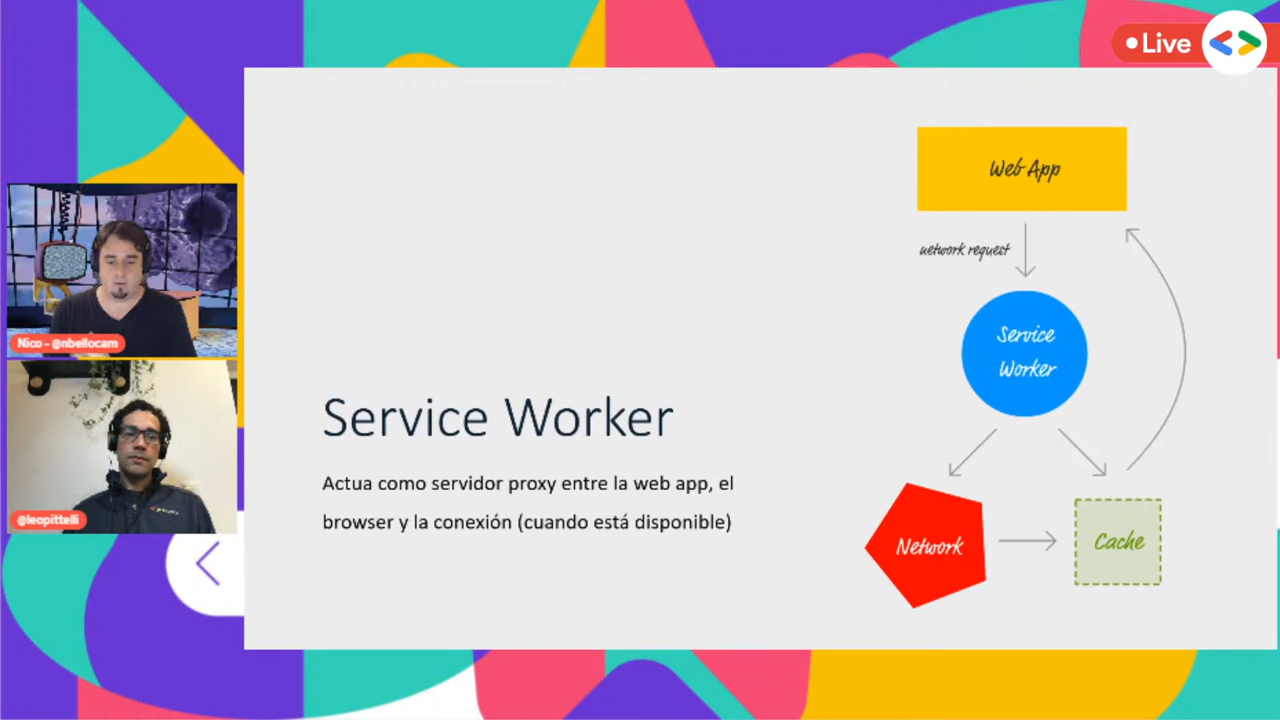 Live
Web App
network request
Service
Worker
Nico - @nbellocam
Service Worker
Actua como servidor proxy entre la web app, el
browser y la conexión (cuando está disponible)
@leopittelli
Network
Cache